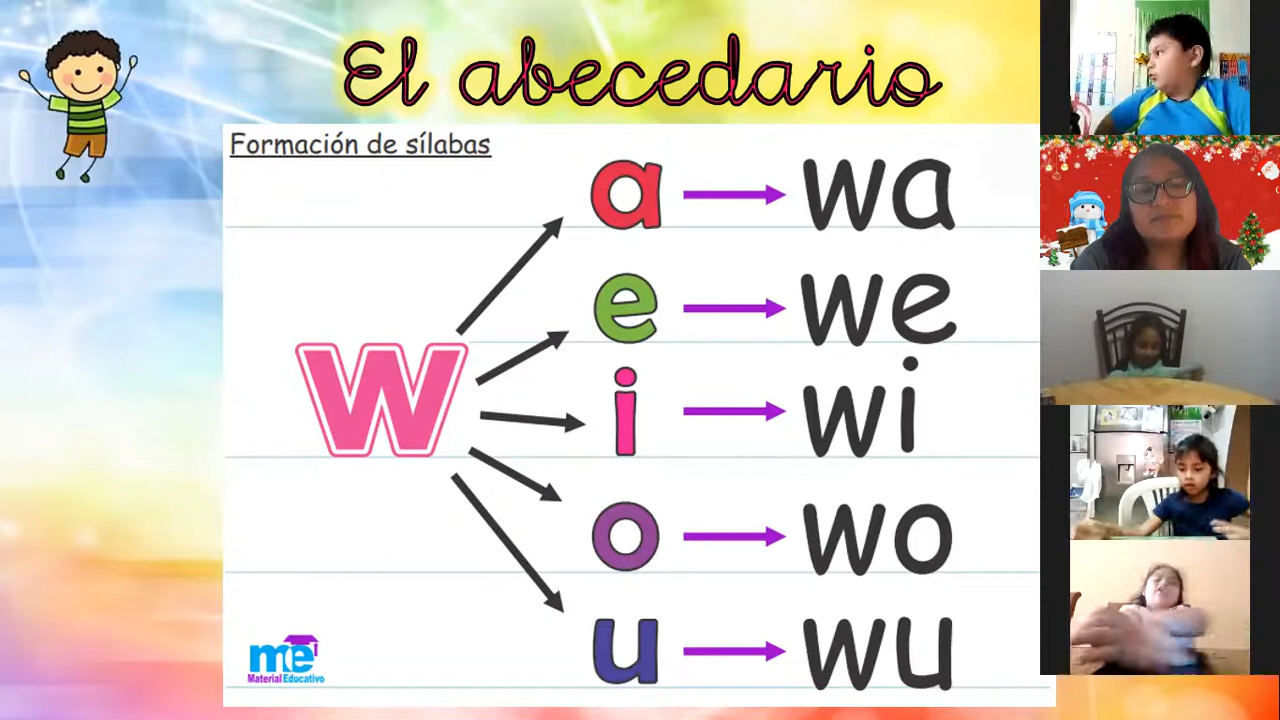 El abecedario
Formación de sílabas
a wa
e we
w i wi
o wo
u wu
me
Material Educativo